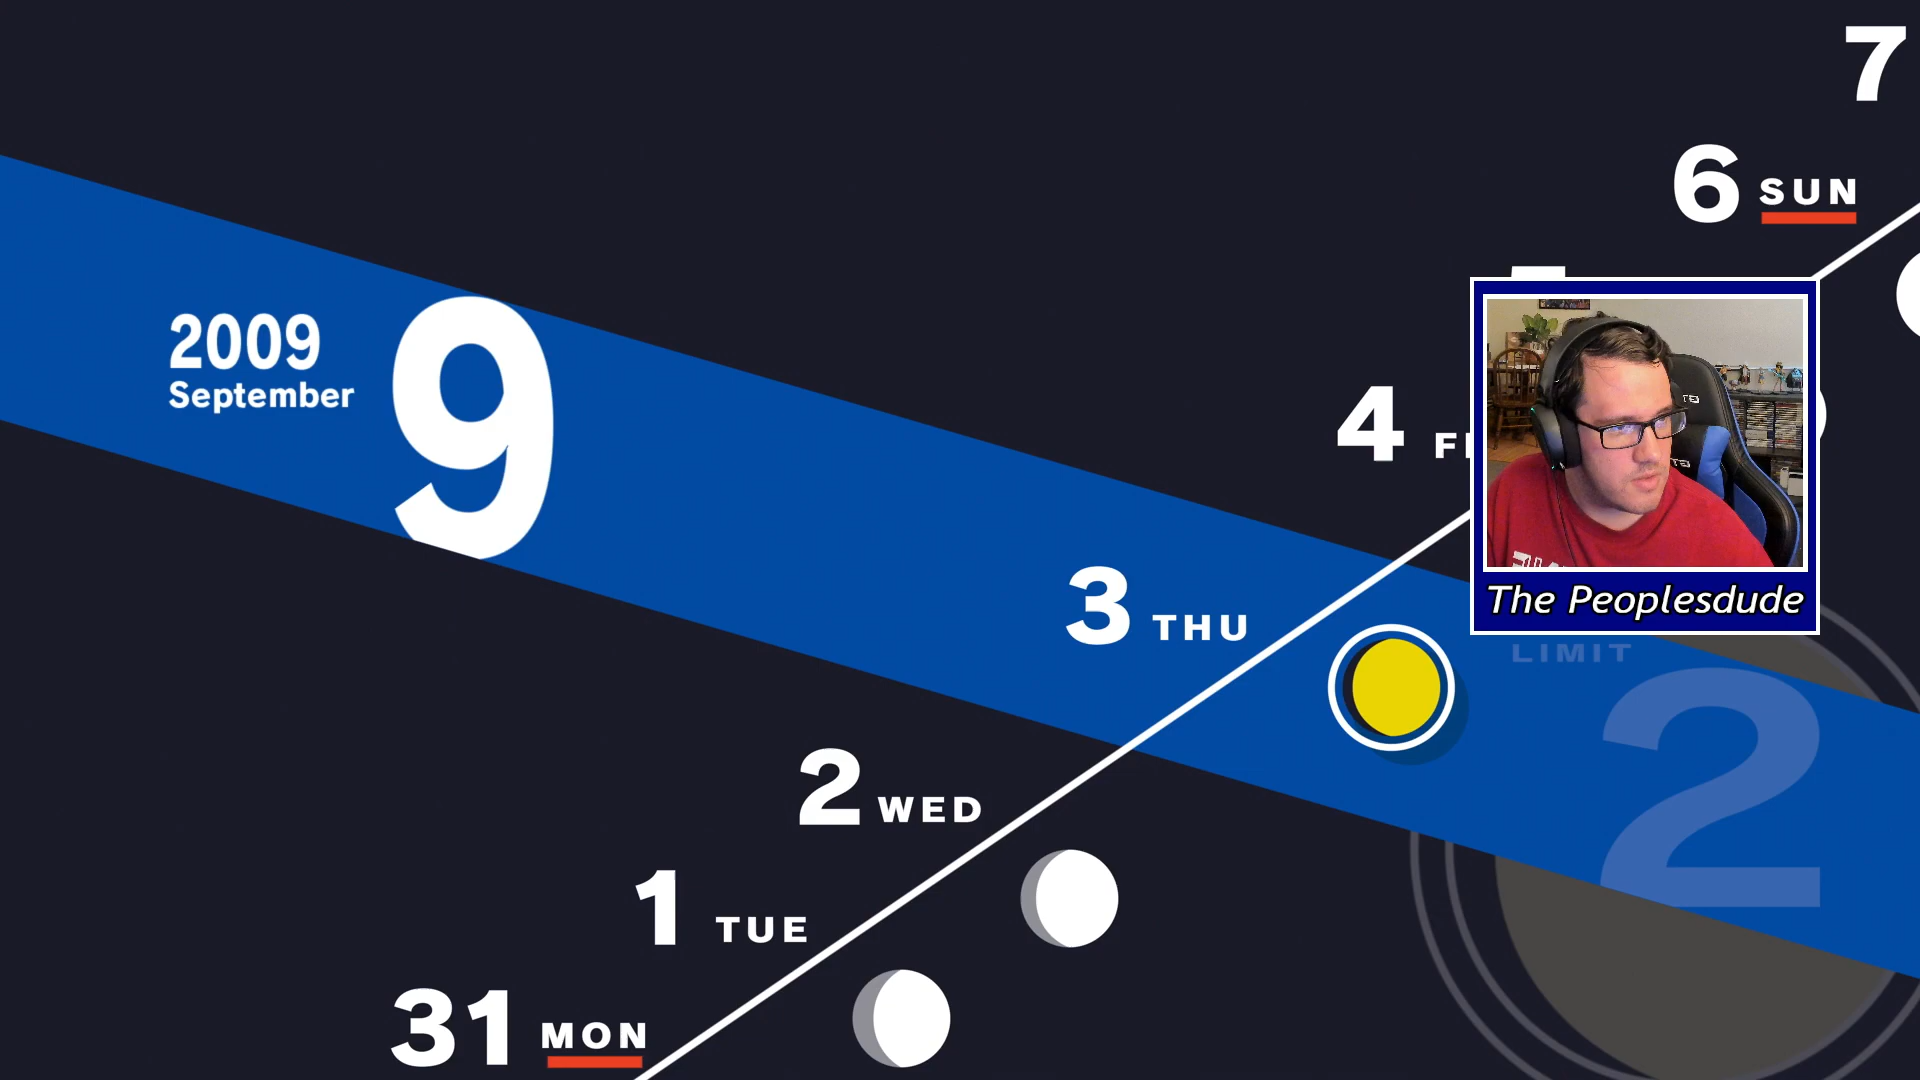 7
6 SUN
2009
September
9
4
3 THU
The Peoplesdude
LIMIT
2
2 WED
1 TUE
31 MON